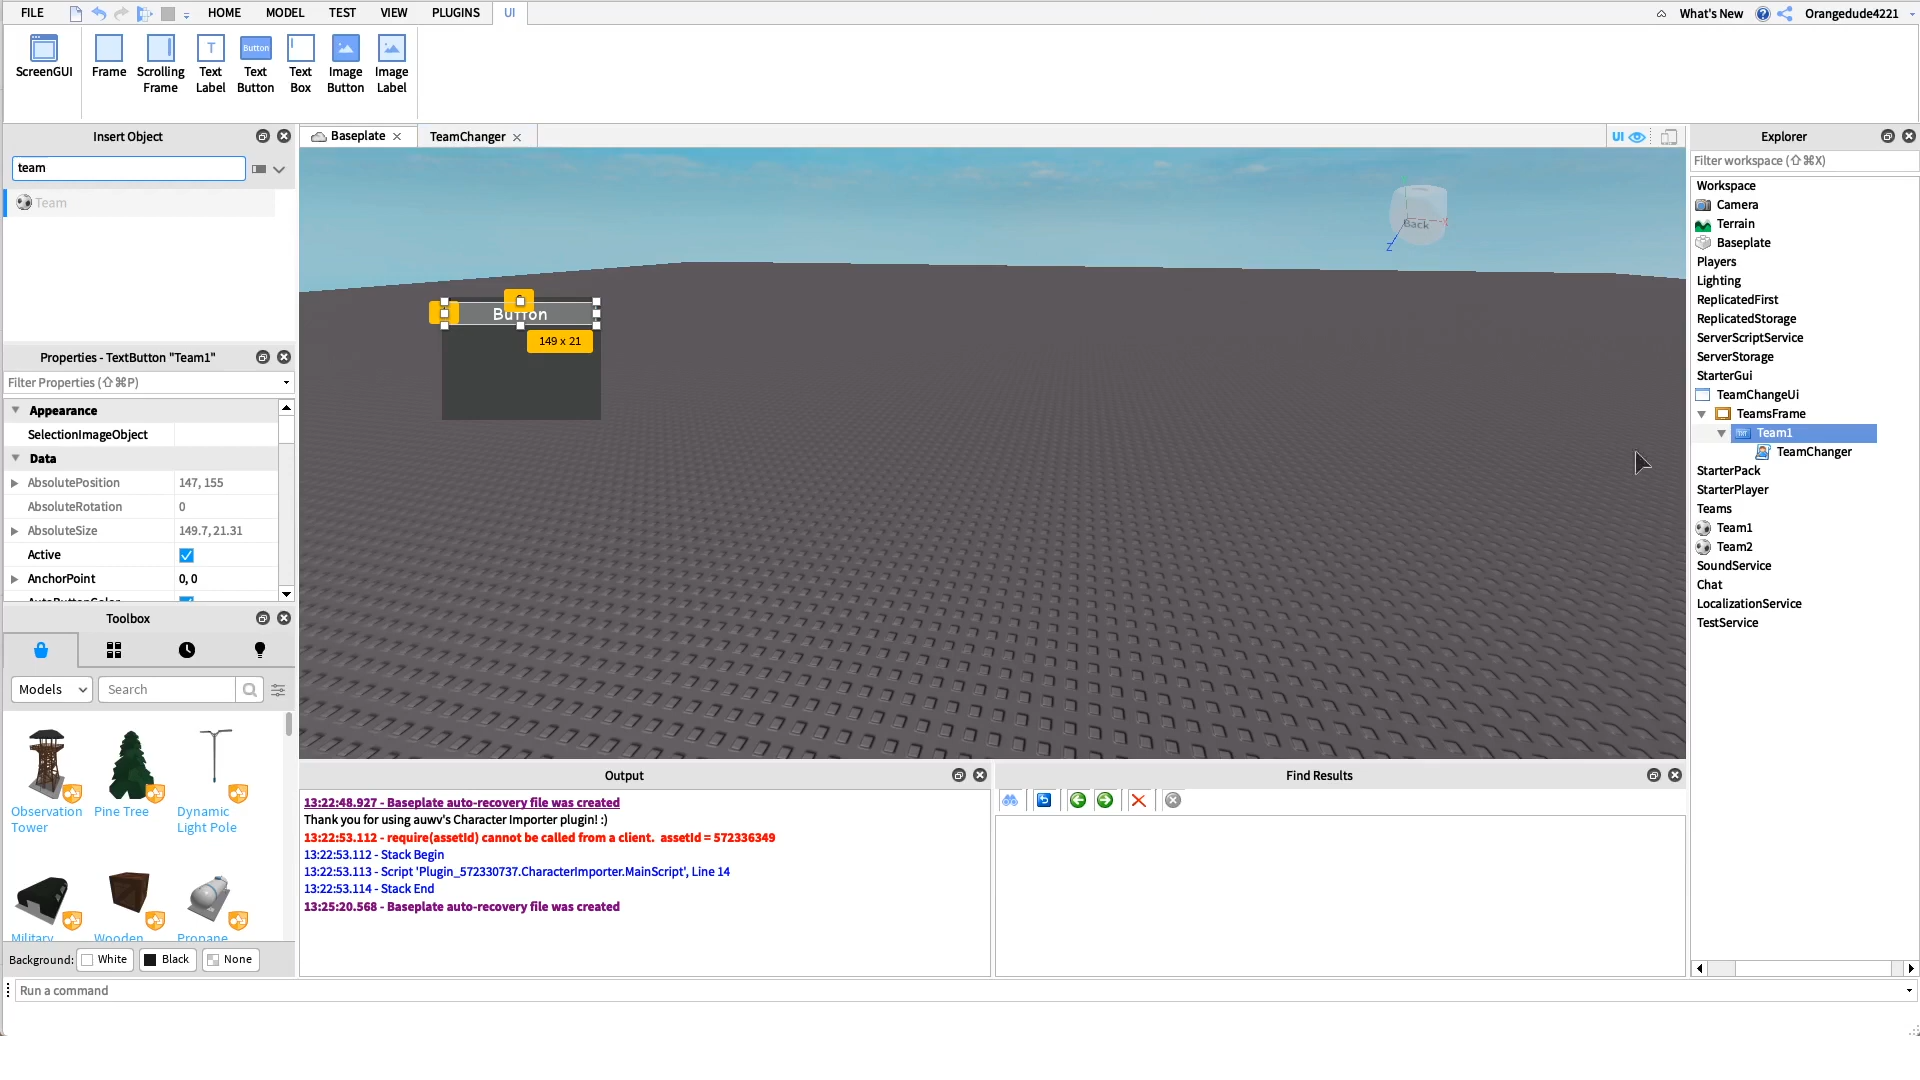 FILE HOME MODEL TEST VIEW PLUGINS UI What's New Orangedude4221
ScreenGUI
Frame
Scrolling
Frame
Text
Label
Button
Text
Button
Text
Box
Image
Button
Image
Label
Insert Object
team
Team
Properties - TextButton "Team1"
Filter Properties (⇧⌘P)
Appearance
SelectionImageObject
Data
AbsolutePosition 147, 155
AbsoluteRotation 0
AbsoluteSize 149.7, 21.31
Active
AnchorPoint 0, 0
AutoButtonColor
Toolbox
Models Search
Observation
Tower
Pine Tree
Dynamic
Light Pole
Military
Wooden
Propane
Background: White Black None
Run a command
Baseplate TeamChanger UI
Back
Z
Button
149 x 21
Output
13:22:48.927 - Baseplate auto-recovery file was created
Thank you for using auwv's Character Importer plugin! :)
13:22:53.112 - require(assetId) cannot be called from a client. assetId = 572336349
13:22:53.112 - Stack Begin
13:22:53.113 - Script 'Plugin_572330737.CharacterImporter.MainScript', Line 14
13:22:53.114 - Stack End
13:25:20.568 - Baseplate auto-recovery file was created
Find Results
Explorer
Filter workspace (⇧⌘X)
Workspace
Camera
Terrain
Baseplate
Players
Lighting
ReplicatedFirst
ReplicatedStorage
ServerScriptService
ServerStorage
StarterGui
TeamChangeUi
TeamsFrame
Team1
TeamChanger
StarterPack
StarterPlayer
Teams
Team1
Team2
SoundService
Chat
LocalizationService
TestService